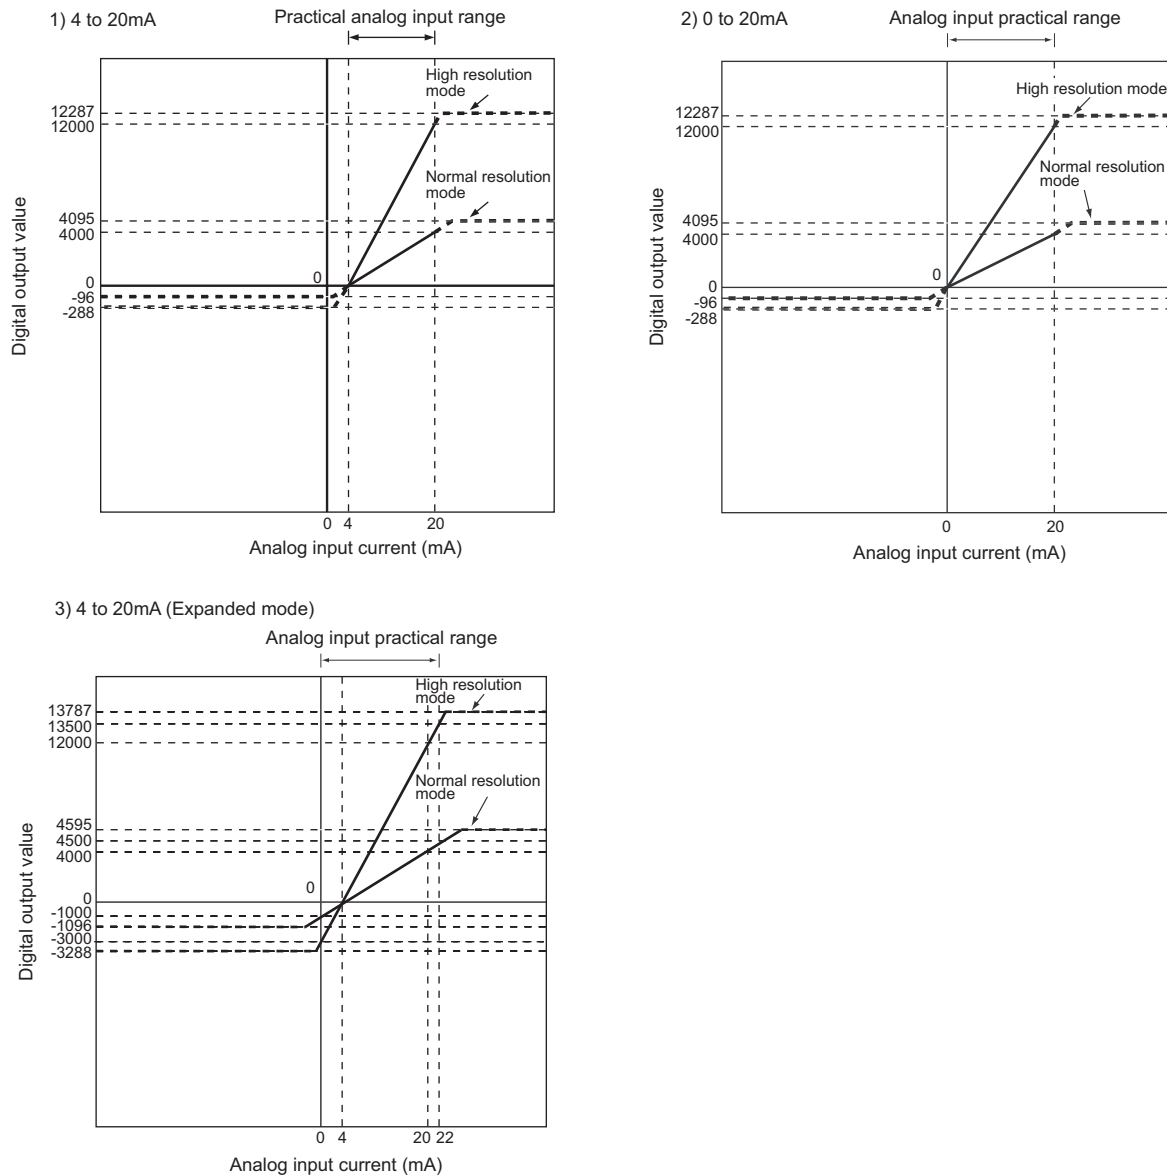 1) 4 to 20mA
Practical analog input range
High resolution
mode
12287
12000
Normal resolution
mode
4095
4000
0
0
-96
-288
Digital output value
0 4 20
Analog input current (mA)
2) 0 to 20mA
Analog input practical range
High resolution mode
12287
12000
Normal resolution
mode
4095
4000
0
0
-96
-288
Digital output value
0 20
Analog input current (mA)
3) 4 to 20mA (Expanded mode)
Analog input practical range
High resolution
mode
13787
13500
12000
Normal resolution
mode
4595
4500
4000
0
0
-1000
-1096
-3000
-3288
Digital output value
0 4 20 22
Analog input current (mA)